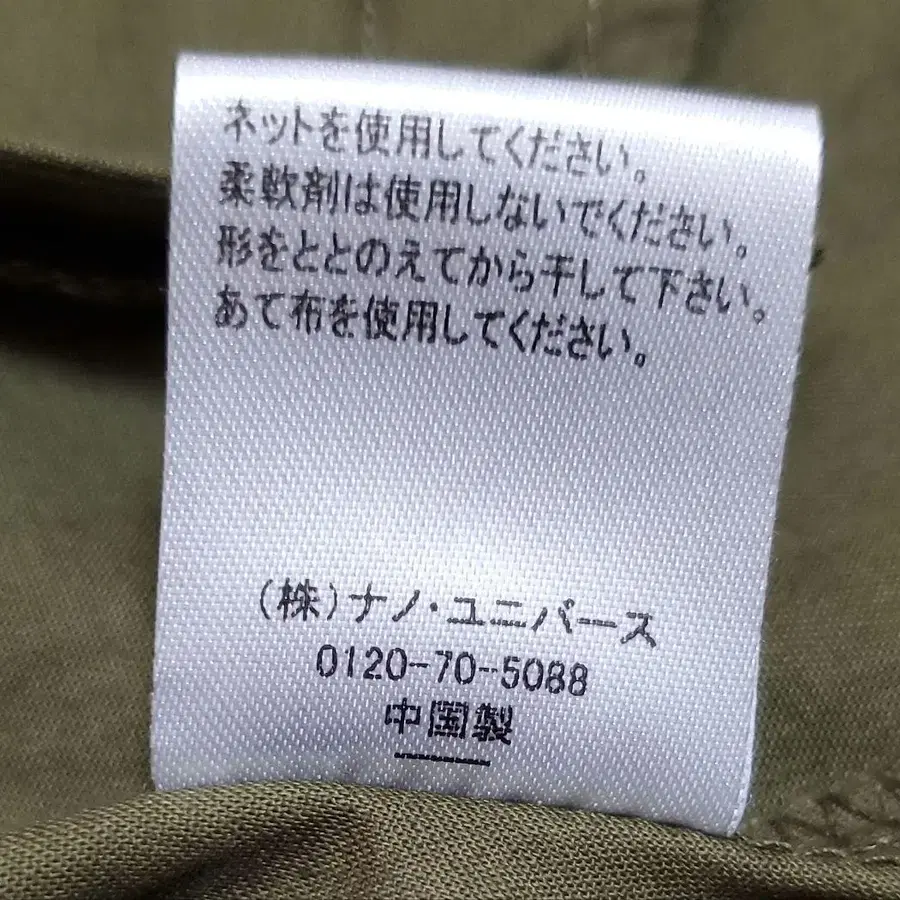 ネットを使用してください。
柔軟剤は使用しないでください。
形をととのえてから干して下さい。
あて布を使用してください。
(株)ナノ・ユニバース
0120-70-5088
中国製